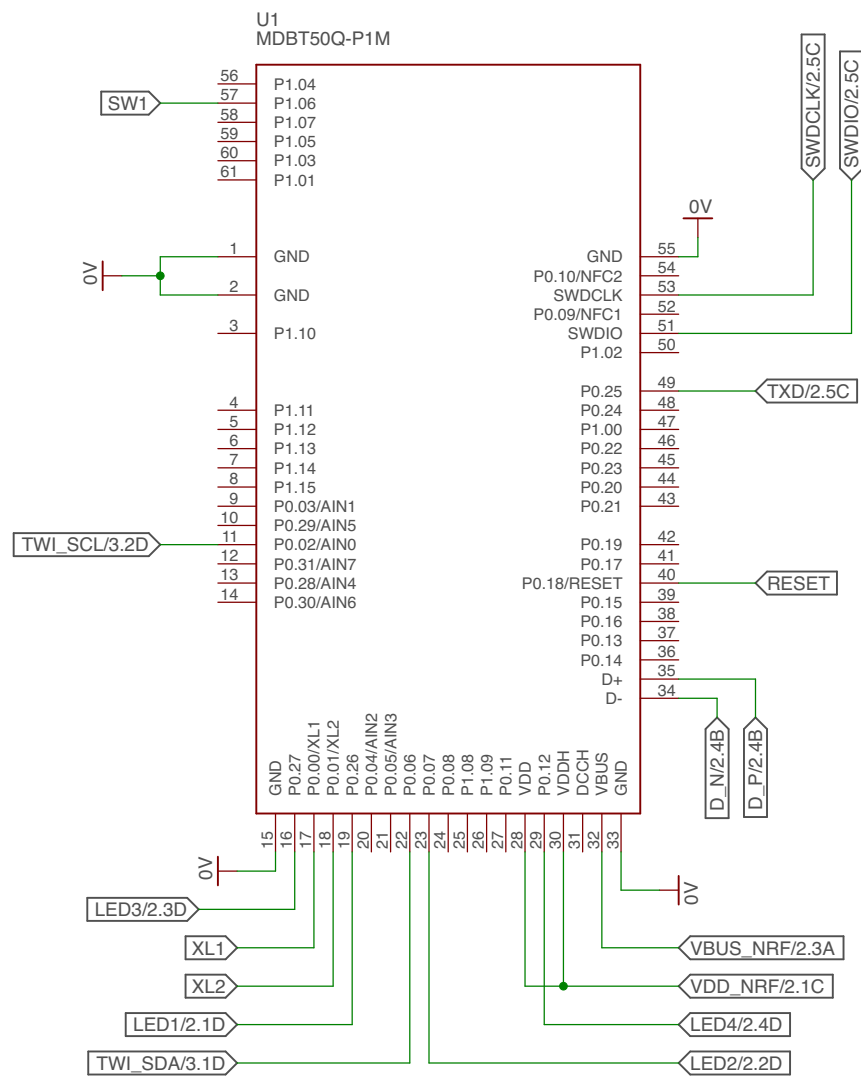 U1
MDBT50Q-P1M
SWDCLK/2.5C
SWDIO/2.5C
SW1
56 P1.04
57 P1.06
58 P1.07
59 P1.05
60 P1.03
61 P1.01
0V
1 GND
2 GND
3 P1.10
4 P1.11
5 P1.12
6 P1.13
7 P1.14
8 P1.15
9 P0.03/AIN1
10 P0.29/AIN5
TWI_SCL/3.2D
11 P0.02/AIN0
12 P0.31/AIN7
13 P0.28/AIN4
14 P0.30/AIN6
0V
GND 55
P0.10/NFC2 54
SWDCLK 53
P0.09/NFC1 52
SWDIO 51
P1.02 50
P0.25 49
TXD/2.5C
P0.24 48
P1.00 47
P0.22 46
P0.23 45
P0.20 44
P0.21 43
P0.19 42
P0.17 41
P0.18/RESET 40
RESET
P0.15 39
P0.16 38
P0.13 37
P0.14 36
D+ 35
D- 34
D_N/2.4B
D_P/2.4B
GND 15
P0.27 16
P0.00/XL1 17
P0.01/XL2 18
P0.26 19
P0.04/AIN2 20
P0.05/AIN3 21
P0.06 22
P0.07 23
P0.08 24
P1.08 25
P1.09 26
P0.11 27
VDD 28
P0.12 29
VDDH 30
DCCH 31
VBUS 32
GND 33
0V
0V
LED3/2.3D
XL1
XL2
LED1/2.1D
TWI_SDA/3.1D
VBUS_NRF/2.3A
VDD_NRF/2.1C
LED4/2.4D
LED2/2.2D